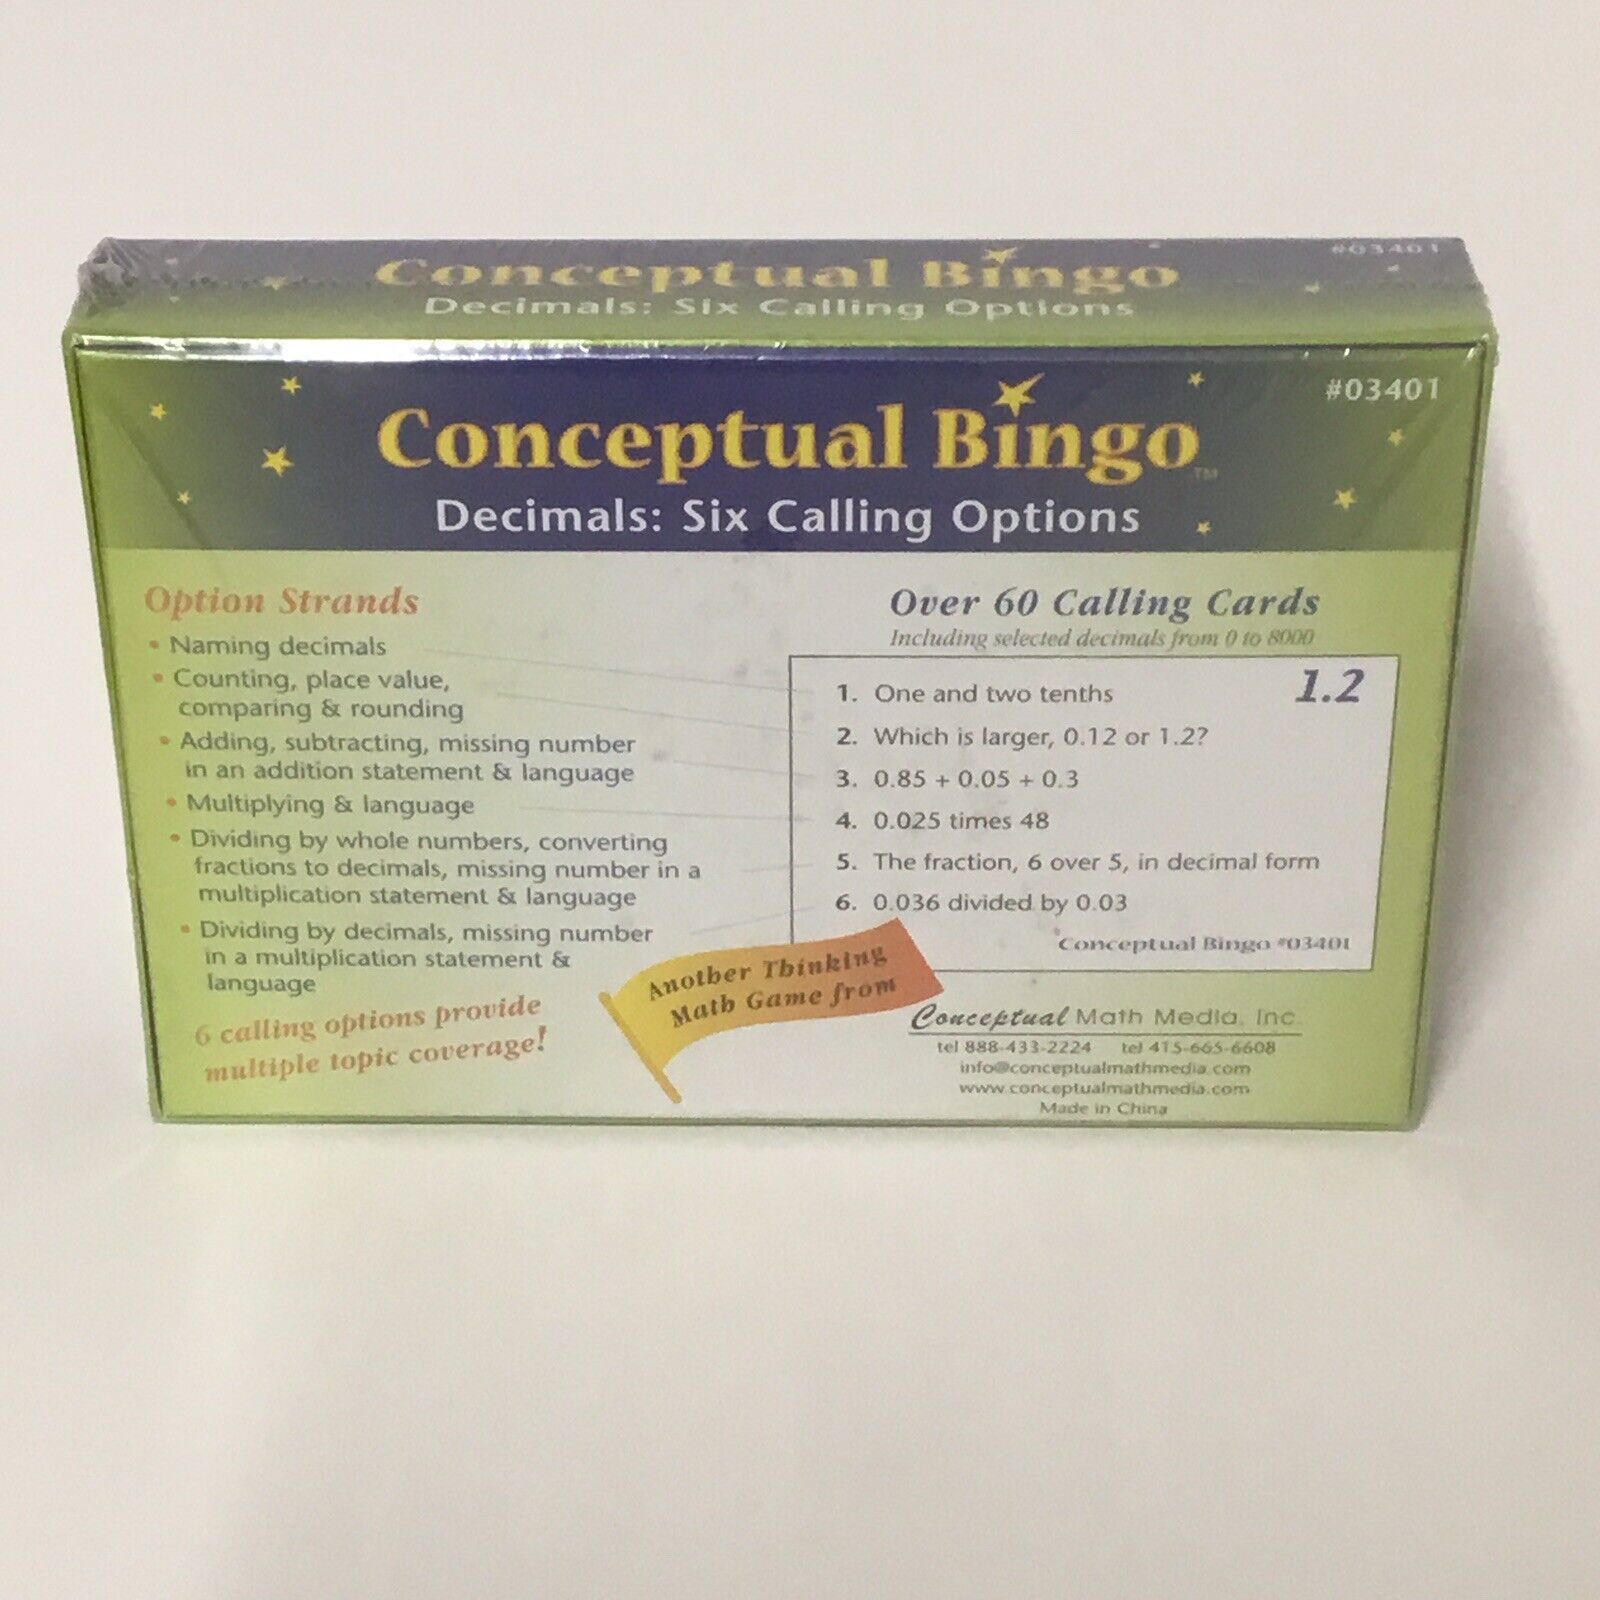 #03401
Conceptual Bingo
Decimals: Six Calling Options
#03401
Conceptual Bingo™
Decimals: Six Calling Options
Option Strands
• Naming decimals
• Counting, place value,
comparing & rounding
• Adding, subtracting, missing number
in an addition statement & language
• Multiplying & language
• Dividing by whole numbers, converting
fractions to decimals, missing number in a
multiplication statement & language
• Dividing by decimals, missing number
in a multiplication statement &
language
6 calling options provide
multiple topic coverage!
Over 60 Calling Cards
Including selected decimals from 0 to 8000
1.2
1. One and two tenths
2. Which is larger, 0.12 or 1.2?
3. 0.85 + 0.05 + 0.3
4. 0.025 times 48
5. The fraction, 6 over 5, in decimal form
6. 0.036 divided by 0.03
Conceptual Bingo #03401
Another Thinking
Math Game from
Conceptual Math Media, Inc.
tel 888-433-2224 tel 415-665-6608
info@conceptualmathmedia.com
www.conceptualmathmedia.com
Made in China